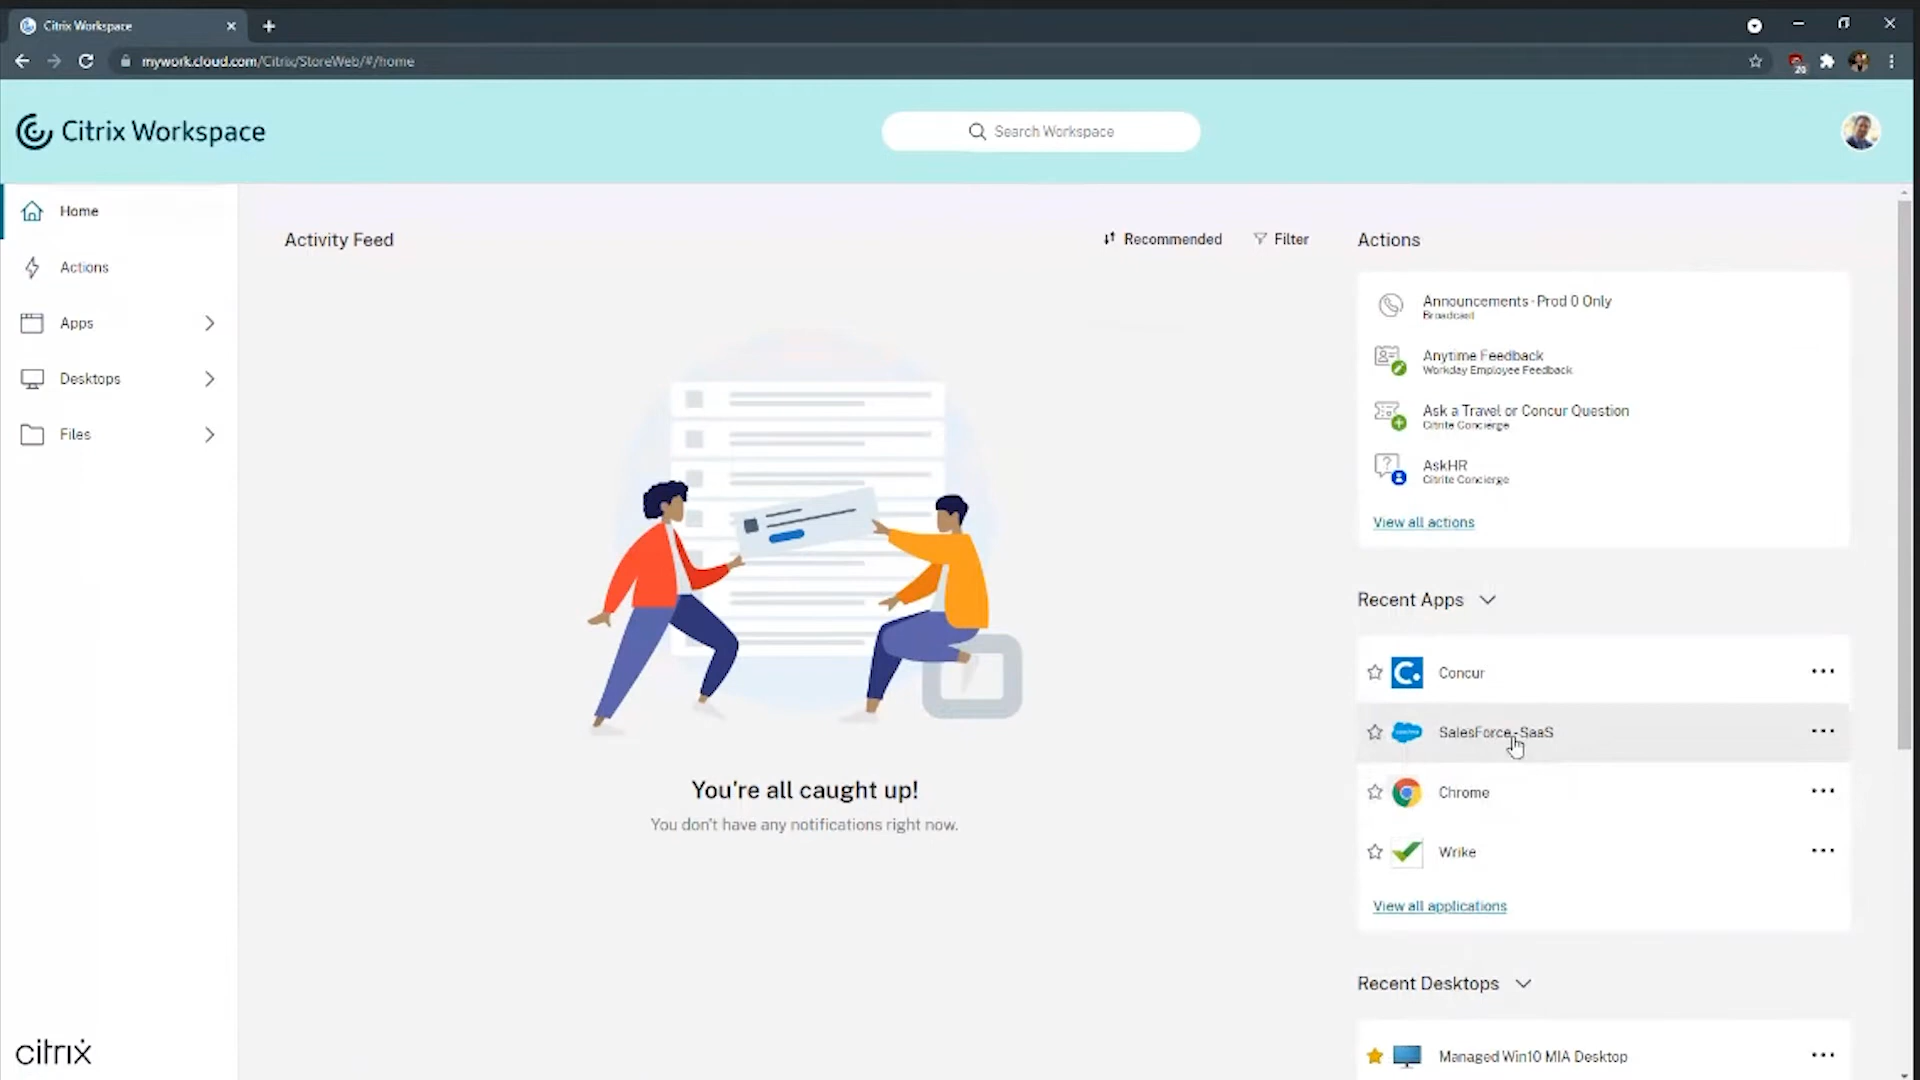 Citrix Workspace
mywork.cloud.com/Citrix/StoreWeb/#/home
20
Citrix Workspace
Search Workspace
Home
Actions
Apps
Desktops
Files
Activity Feed
Recommended
Filter
You're all caught up!
You don't have any notifications right now.
Actions
Announcements - Prod 0 Only
Broadcast
Anytime Feedback
Workday Employee Feedback
Ask a Travel or Concur Question
Citrite Concierge
AskHR
Citrite Concierge
View all actions
Recent Apps
Concur
SalesForce-SaaS
Chrome
Wrike
View all applications
Recent Desktops
Managed Win10 MIA Desktop
citrix